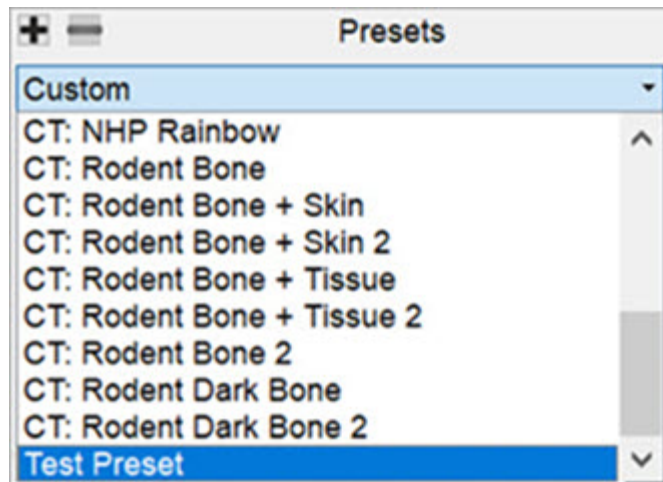 Presets
Custom
CT: NHP Rainbow
CT: Rodent Bone
CT: Rodent Bone + Skin
CT: Rodent Bone + Skin 2
CT: Rodent Bone + Tissue
CT: Rodent Bone + Tissue 2
CT: Rodent Bone 2
CT: Rodent Dark Bone
CT: Rodent Dark Bone 2
Test Preset